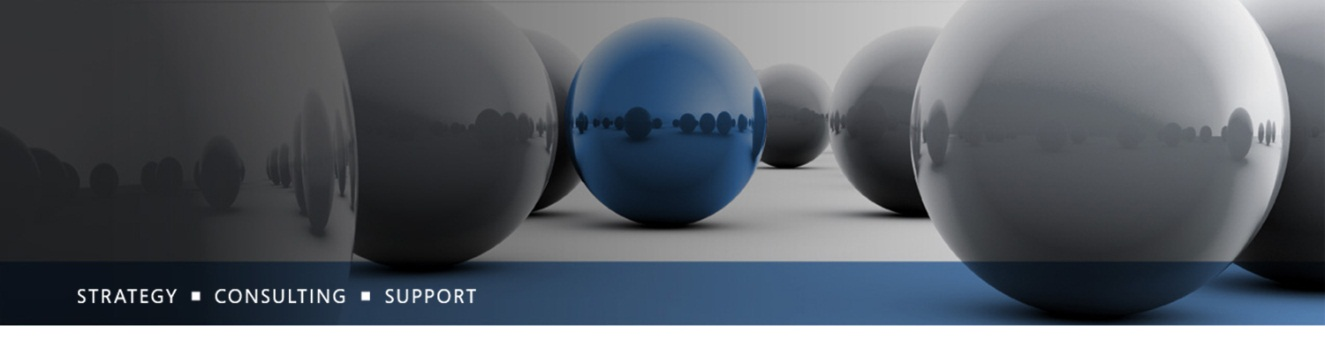 STRATEGY ▪ CONSULTING ▪ SUPPORT